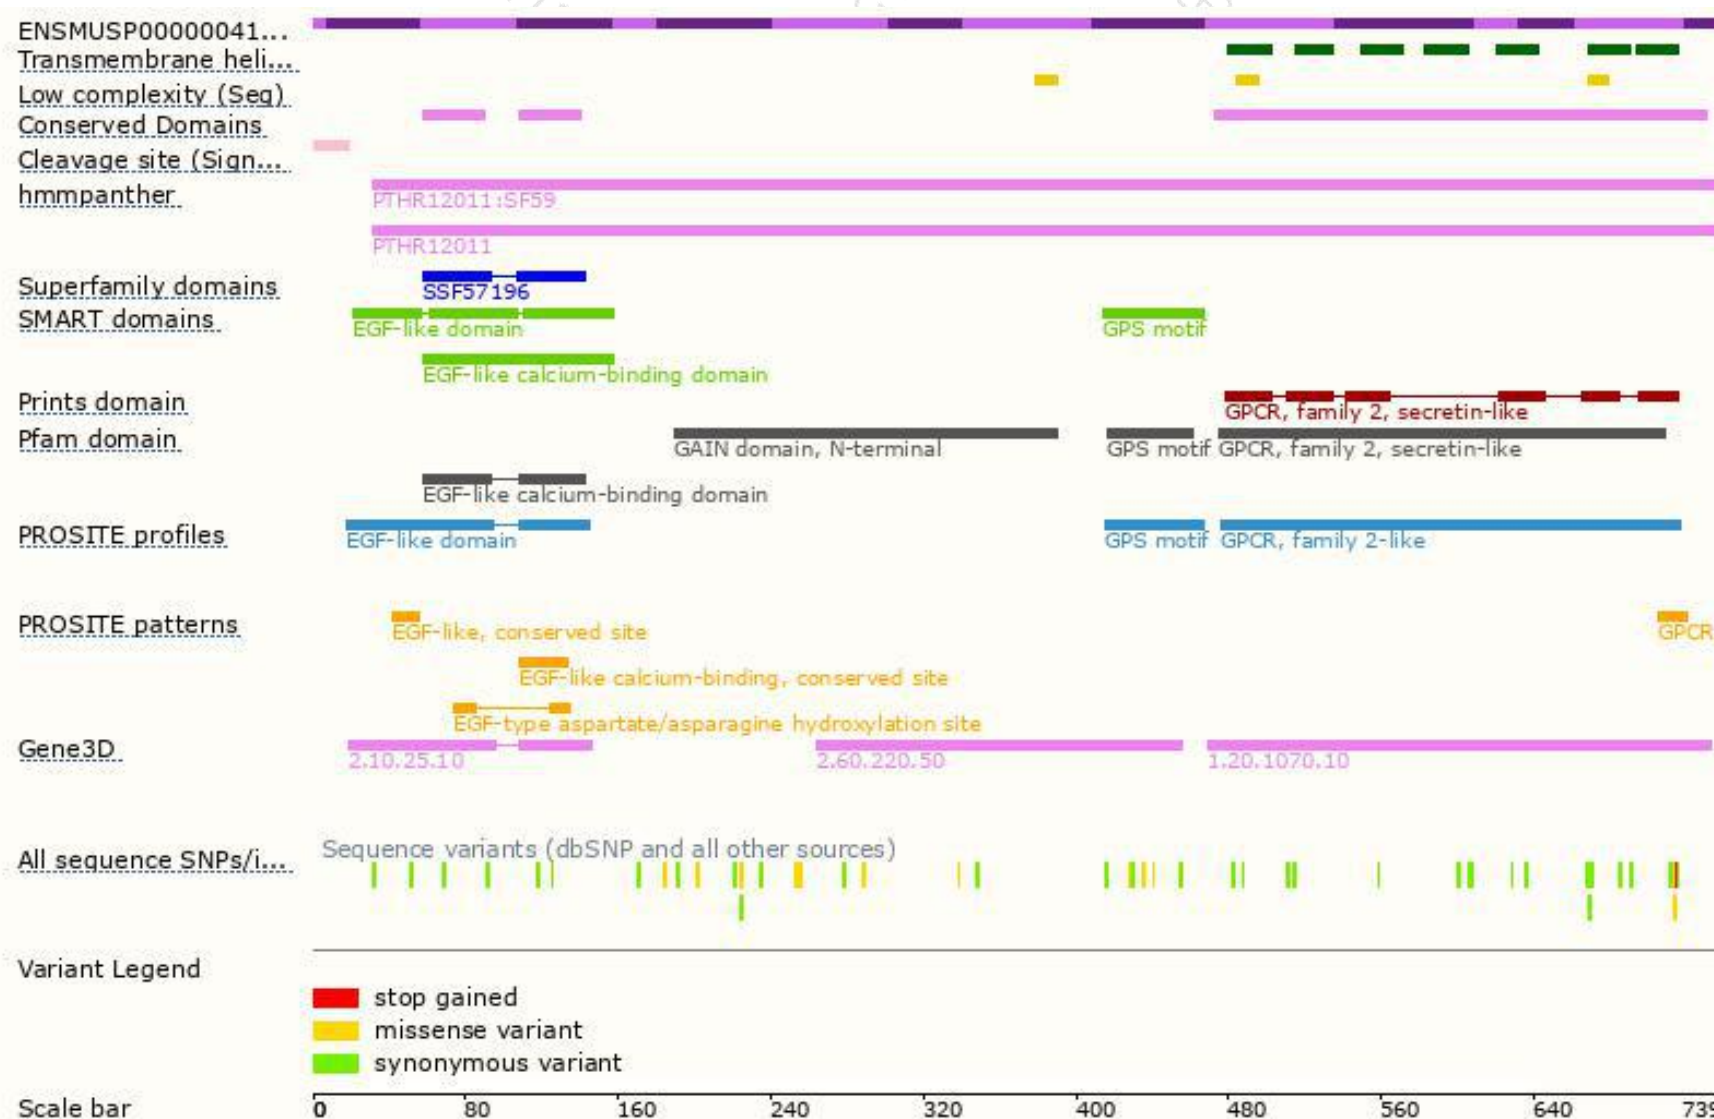 ENSMUSP00000041...
Transmembrane heli...
Low complexity (Seg)
Conserved Domains
Cleavage site (Sign...
hmmpanther
PTHR12011:SF59
PTHR12011
Superfamily domains
SSF57196
SMART domains
EGF-like domain GPS motif
EGF-like calcium-binding domain
Prints domain
GPCR, family 2, secretin-like
Pfam domain
GAIN domain, N-terminal GPS motif GPCR, family 2, secretin-like
EGF-like calcium-binding domain
PROSITE profiles
EGF-like domain GPS motif GPCR, family 2-like
PROSITE patterns
EGF-like, conserved site GPCR
EGF-like calcium-binding, conserved site
EGF-type aspartate/asparagine hydroxylation site
Gene3D
2.10.25.10 2.60.220.50 1.20.1070.10
All sequence SNPs/i...
Sequence variants (dbSNP and all other sources)
Variant Legend
stop gained
missense variant
synonymous variant
Scale bar 0 80 160 240 320 400 480 560 640 739